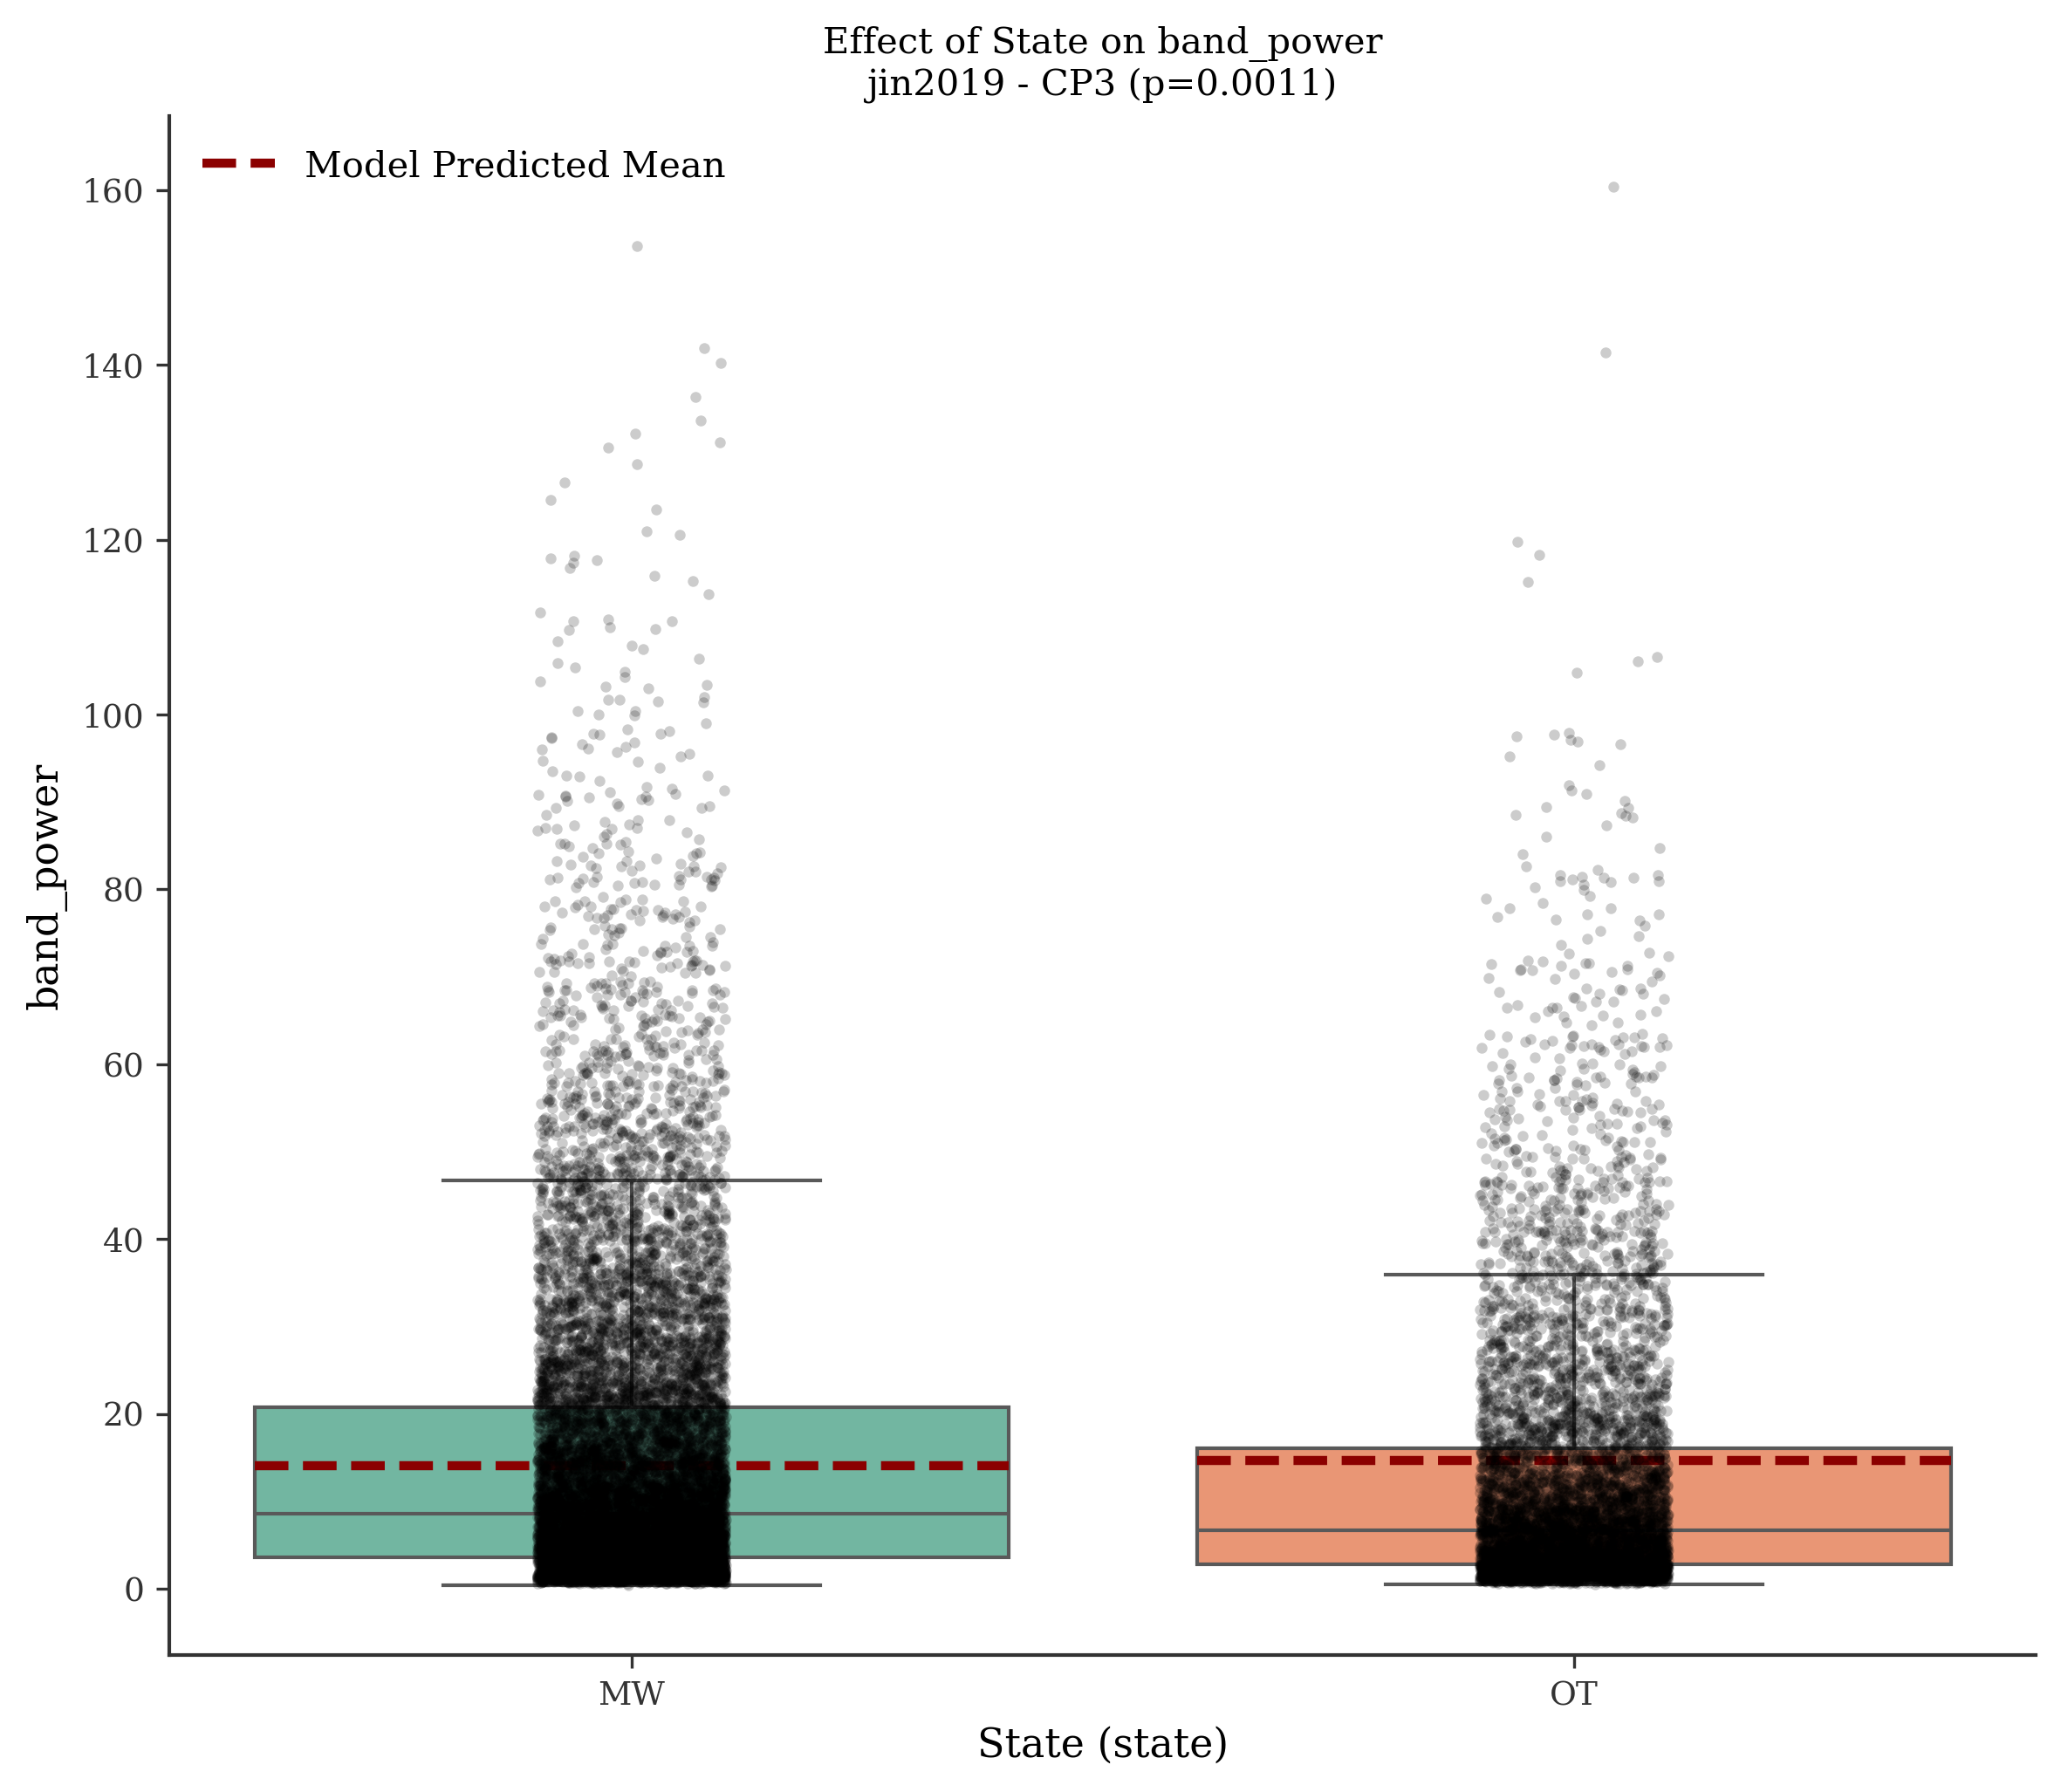 Effect of State on band_power
jin2019 - CP3 (p=0.0011)
Model Predicted Mean
160
140
120
100
80
60
40
20
0
band_power
MW
OT
State (state)